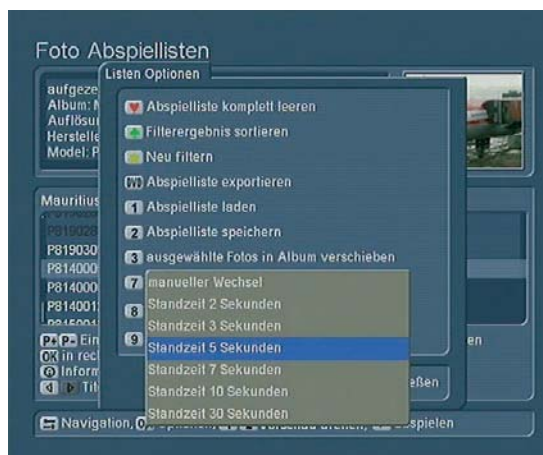 Foto Abspiellisten
Listen Optionen
aufgeze
Album: M
Auflösu
Herstelle
Model: P
Abspielliste komplett leeren
Filterergebnis sortieren
Neu filtern
DVD Abspielliste exportieren
1 Abspielliste laden
2 Abspielliste speichern
3 ausgewählte Fotos in Album verschieben
7
8
9
Mauritius
P819028
P819030
P814000
P814000
P814001
manueller Wechsel
Standzeit 2 Sekunden
Standzeit 3 Sekunden
Standzeit 5 Sekunden
Standzeit 7 Sekunden
Standzeit 10 Sekunden
Standzeit 30 Sekunden
P+ P- Ein
en
OK in rec
Inform
Tit
eßen
Navigation,
spielen